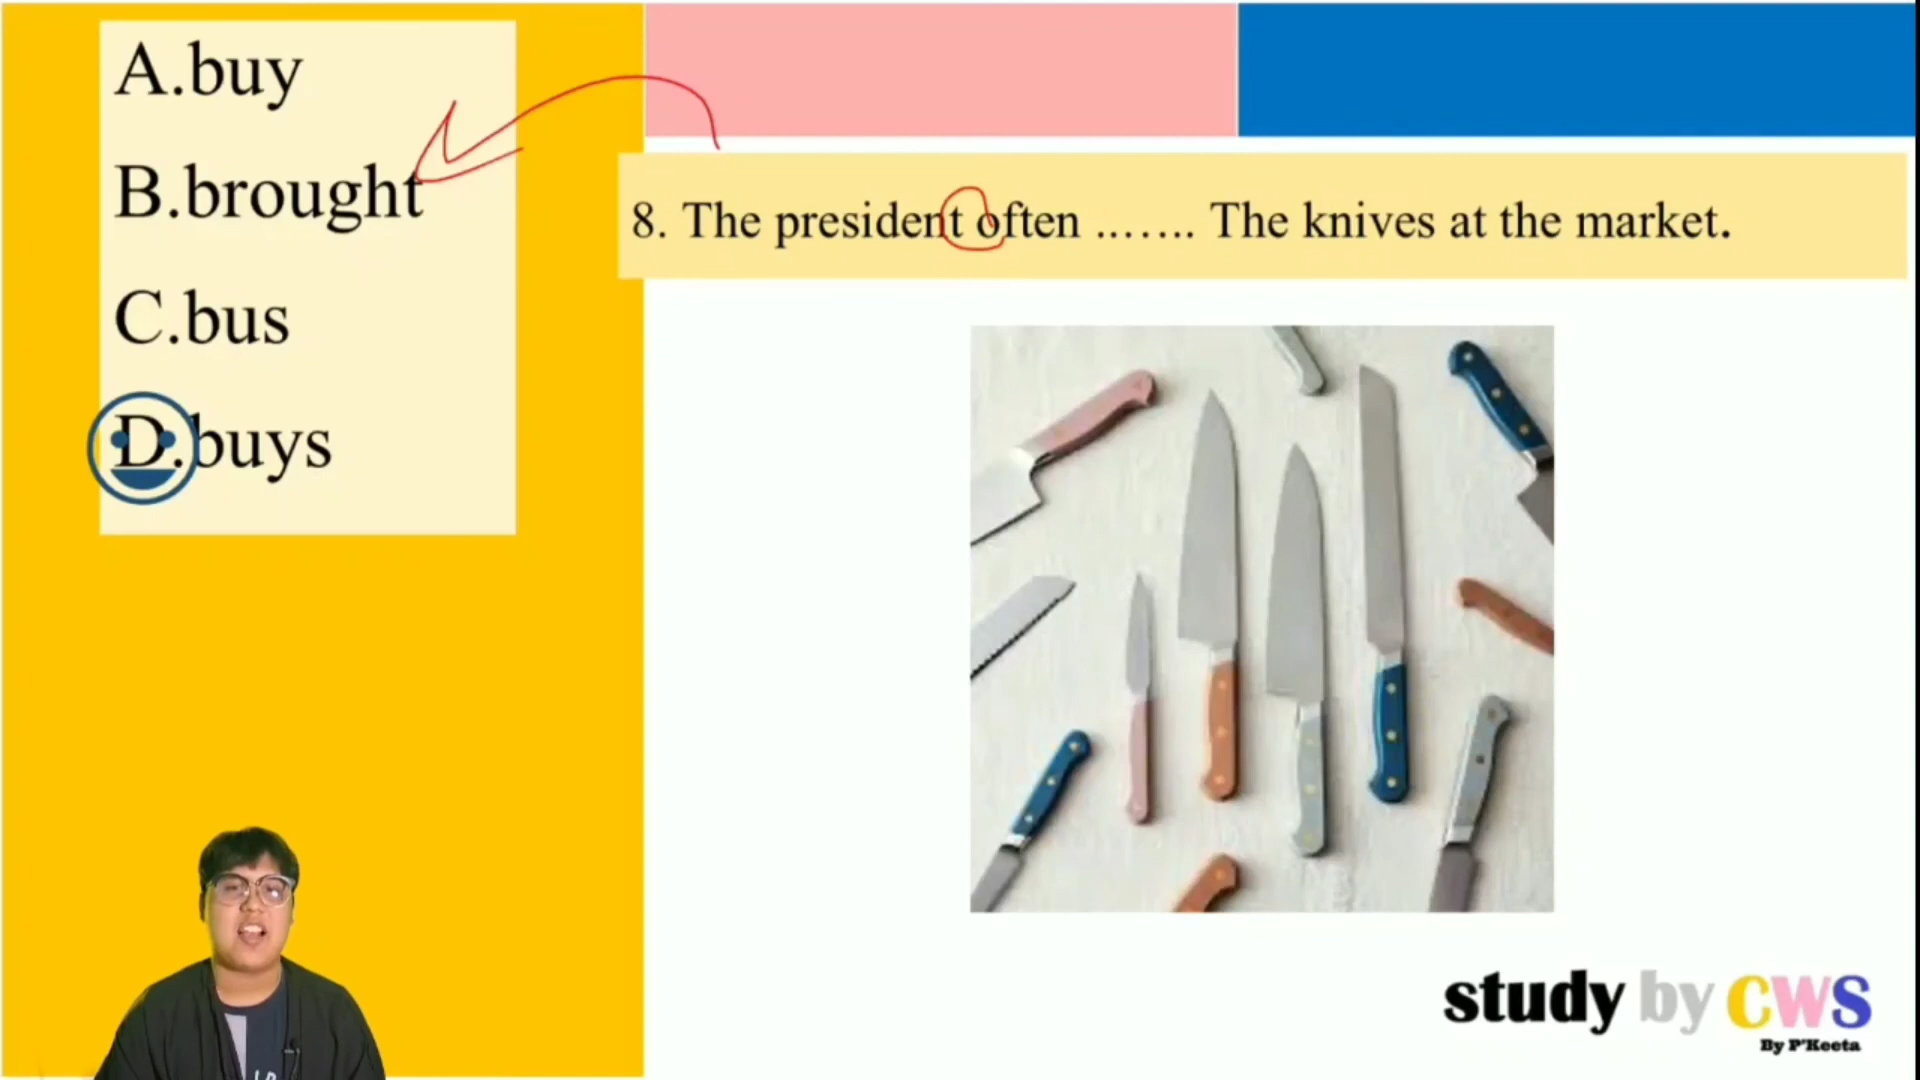 A.buy
B.brought
C.bus
D.buys
8. The president often ........ The knives at the market.
study by CWS
By P'Keeta